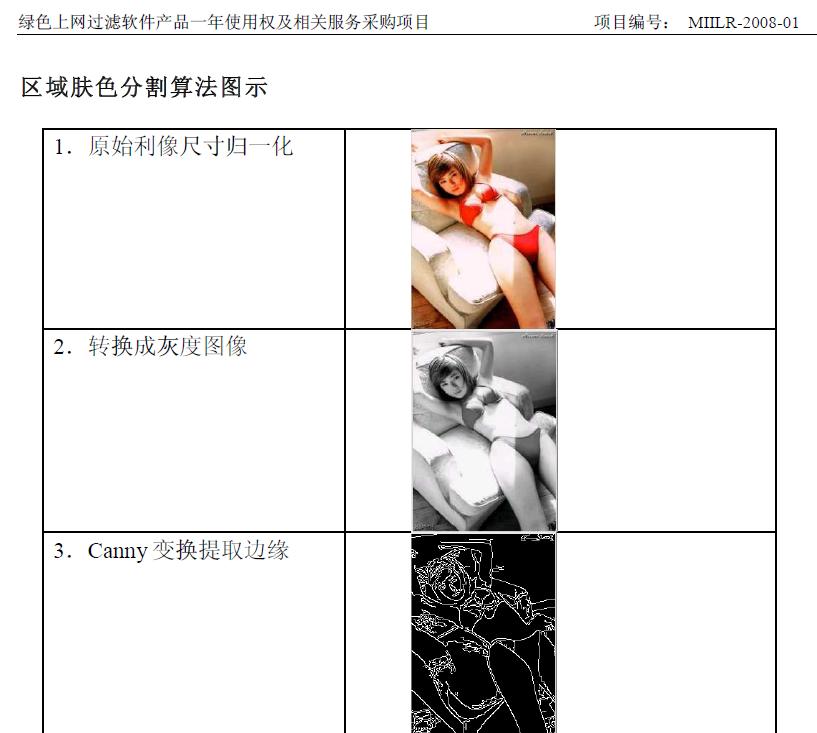 绿色上网过滤软件产品一年使用权及相关服务采购项目 项目编号： MIILR-2008-01
区域肤色分割算法图示
1．原始利像尺寸归一化
2．转换成灰度图像
3．Canny 变换提取边缘